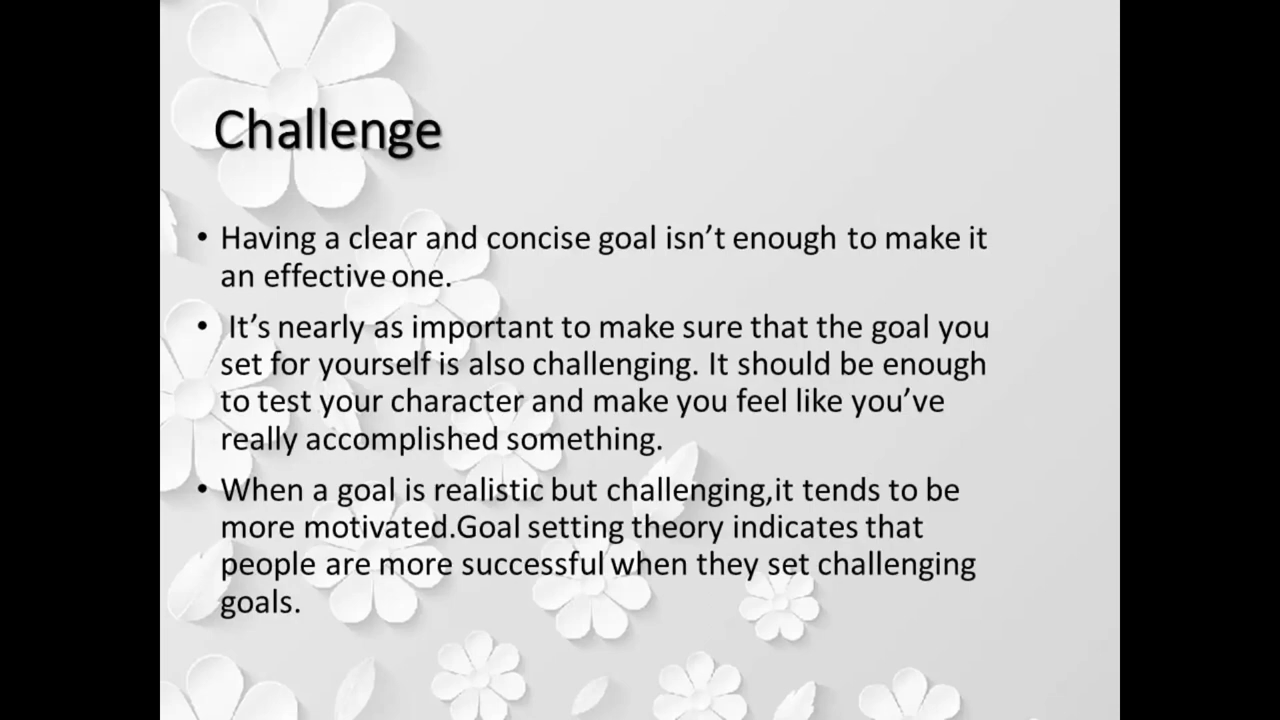 Challenge
• Having a clear and concise goal isn’t enough to make it
an effective one.
• It’s nearly as important to make sure that the goal you
set for yourself is also challenging. It should be enough
to test your character and make you feel like you’ve
really accomplished something.
• When a goal is realistic but challenging,it tends to be
more motivated.Goal setting theory indicates that
people are more successful when they set challenging
goals.